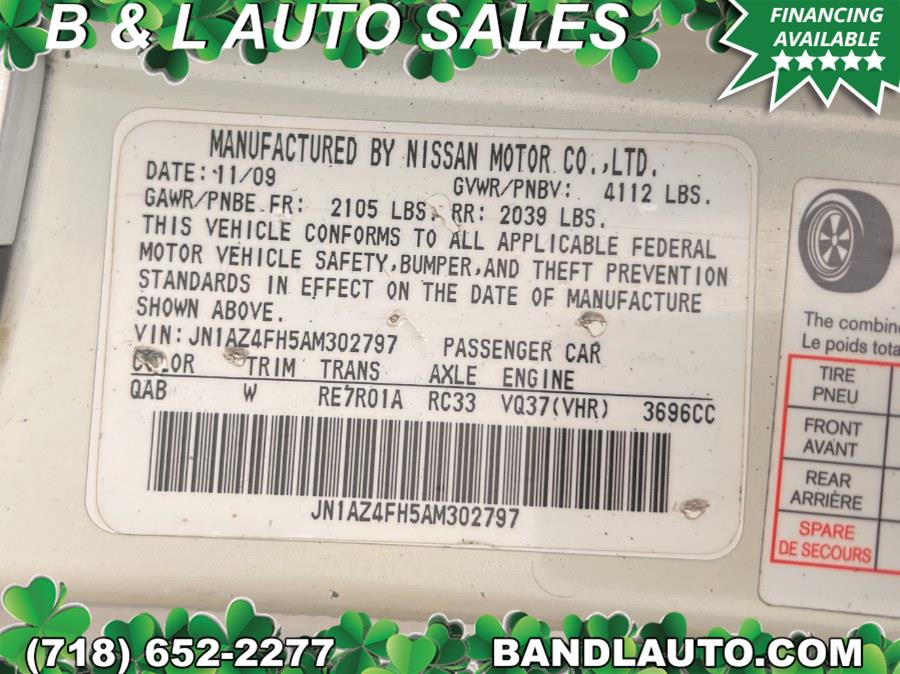 B & L AUTO SALES
FINANCING
AVAILABLE
MANUFACTURED BY NISSAN MOTOR CO.,LTD.
DATE: 11/09 GVWR/PNBV: 4112 LBS.
GAWR/PNBE FR: 2105 LBS. RR: 2039 LBS.
THIS VEHICLE CONFORMS TO ALL APPLICABLE FEDERAL
MOTOR VEHICLE SAFETY,BUMPER,AND THEFT PREVENTION
STANDARDS IN EFFECT ON THE DATE OF MANUFACTURE
SHOWN ABOVE.
VIN: JN1AZ4FH5AM302797 PASSENGER CAR
COLOR TRIM TRANS AXLE ENGINE
QAB W RE7R01A RC33 VQ37(VHR) 3696CC
JN1AZ4FH5AM302797
The combine
Le poids tota
TIRE
PNEU
FRONT
AVANT
REAR
ARRIÈRE
SPARE
DE SECOURS
(718) 652-2277
BANDLAUTO.COM